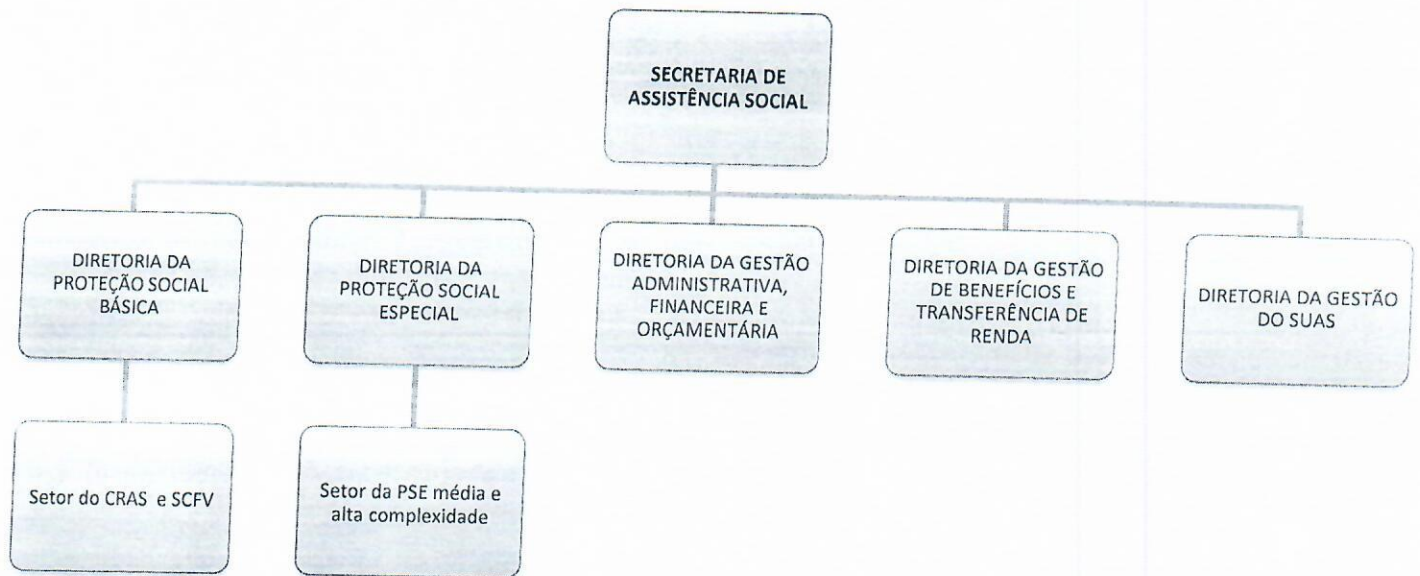 SECRETARIA DE
ASSISTÊNCIA SOCIAL
DIRETORIA DA
PROTEÇÃO SOCIAL
BÁSICA
DIRETORIA DA
PROTEÇÃO SOCIAL
ESPECIAL
DIRETORIA DA GESTÃO
ADMINISTRATIVA,
FINANCEIRA E
ORÇAMENTÁRIA
DIRETORIA DA GESTÃO
DE BENEFÍCIOS E
TRANSFERÊNCIA DE
RENDA
DIRETORIA DA GESTÃO
DO SUAS
Setor do CRAS e SCFV
Setor da PSE média e
alta complexidade